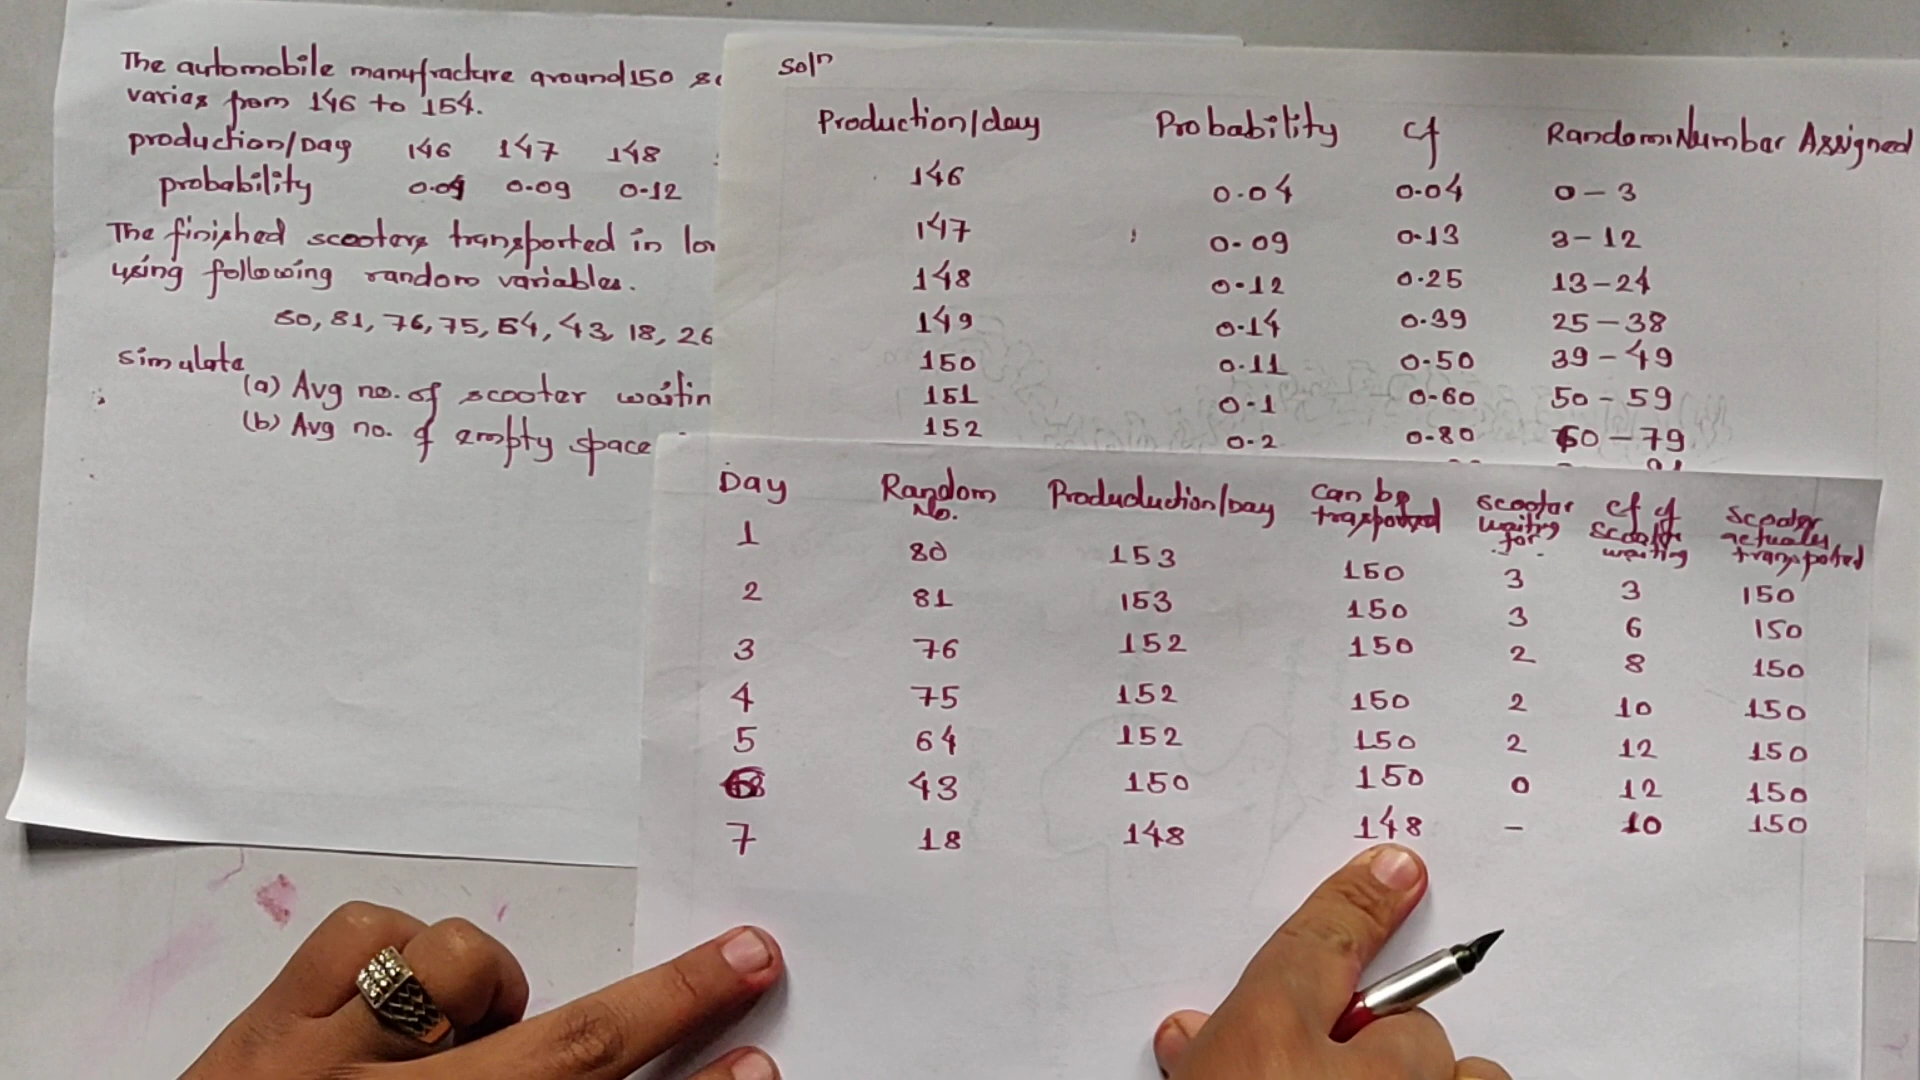 The automobile manyfracture around 150
varies from 146 to 154.
production/Day 146 147 148
probability 0.04 0.09 0.12
The finished scooters transported in
using following random variables.
80, 81, 76, 75, 64, 43, 18, 26
simulate
(a) Avg no. of scooter waitin
(b) Avg no. of empty space
Soln
Production/day Probability cf Random Number Assigned
146 0.04 0.04 0-3
147 0.09 0.13 3-12
148 0.12 0.25 13-24
149 0.14 0.39 25-38
150 0.11 0.50 39-49
151 0.1 0.60 50-59
152 0.2 0.80 60-79
Day Random No. Produduction/Day can be trasported scooter waiting for. cf of scooter waiting scooter actuales transported
1 80 153 150 3 3 150
2 81 153 150 3 6 150
3 76 152 150 2 8 150
4 75 152 150 2 10 150
5 64 152 150 2 12 150
43 150 150 0 12 150
7 18 148 148 - 10 150